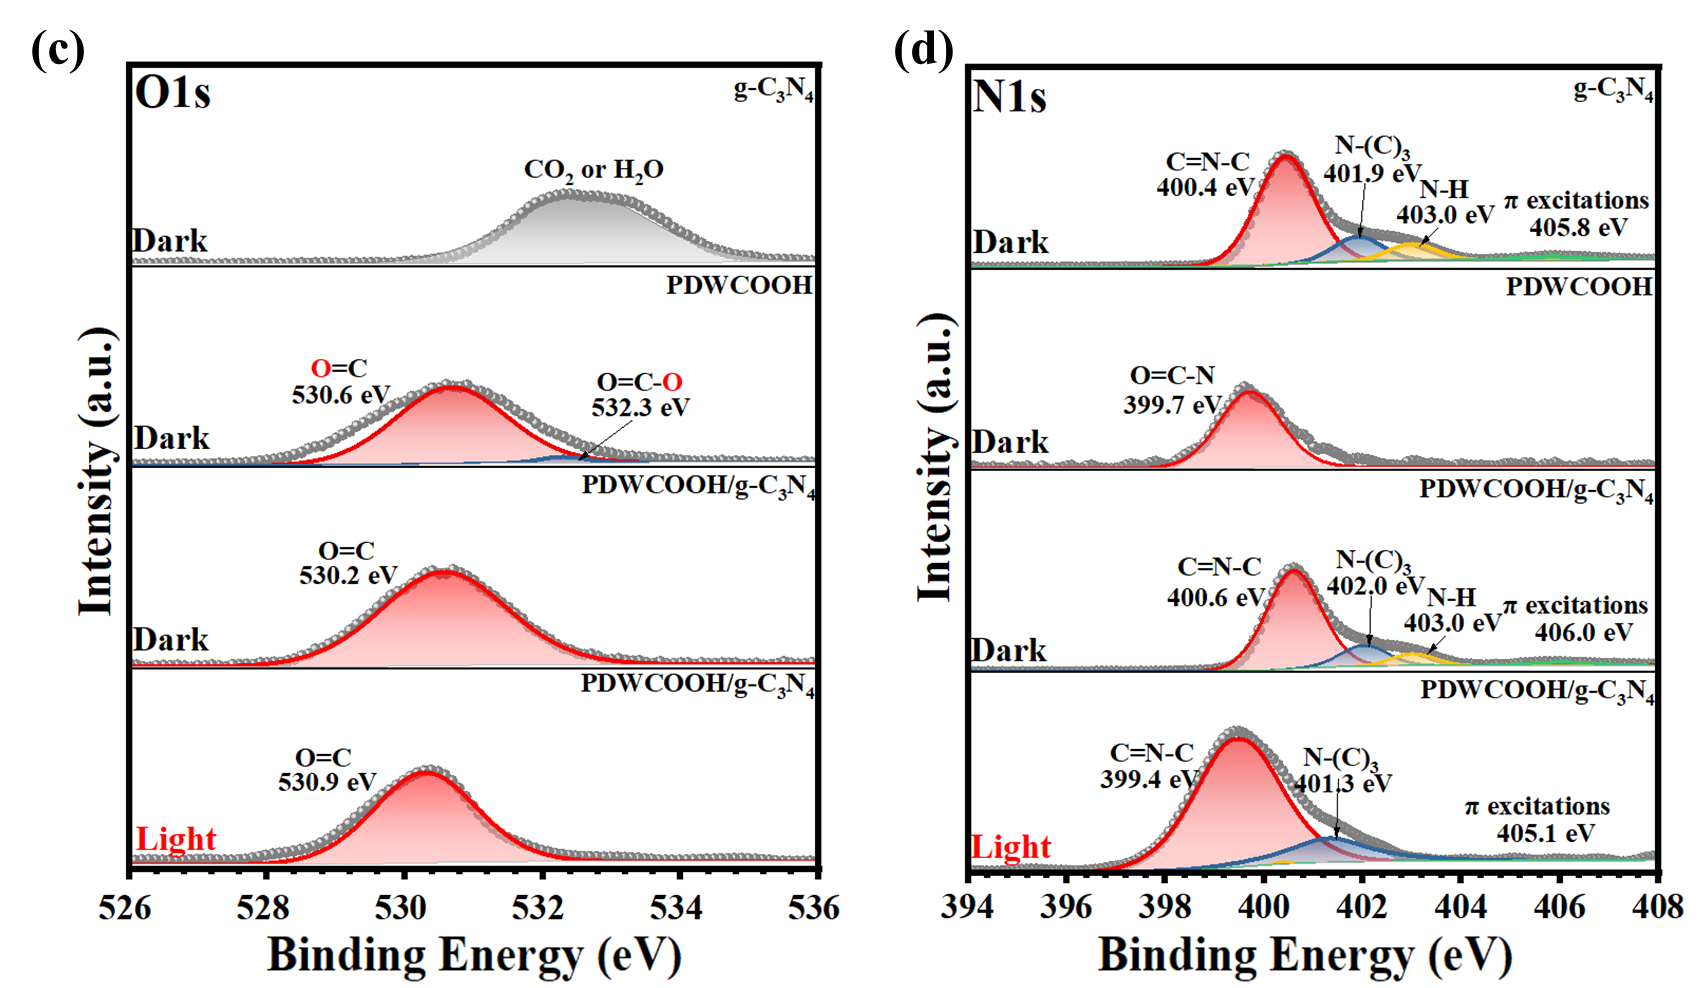 (c)
O1s
g-C₃N₄
CO₂ or H₂O
Dark
PDWCOOH
O=C
530.6 eV
O=C-O
532.3 eV
Dark
PDWCOOH/g-C₃N₄
O=C
530.2 eV
Dark
PDWCOOH/g-C₃N₄
O=C
530.9 eV
Light
526 528 530 532 534 536
Binding Energy (eV)
Intensity (a.u.)
(d)
N1s
g-C₃N₄
C=N-C
400.4 eV
N-(C)₃
401.9 eV
N-H
403.0 eV
π excitations
405.8 eV
Dark
PDWCOOH
O=C-N
399.7 eV
Dark
PDWCOOH/g-C₃N₄
C=N-C
400.6 eV
N-(C)₃
402.0 eV
N-H
403.0 eV
π excitations
406.0 eV
Dark
PDWCOOH/g-C₃N₄
C=N-C
399.4 eV
N-(C)₃
401.3 eV
π excitations
405.1 eV
Light
394 396 398 400 402 404 406 408
Binding Energy (eV)
Intensity (a.u.)